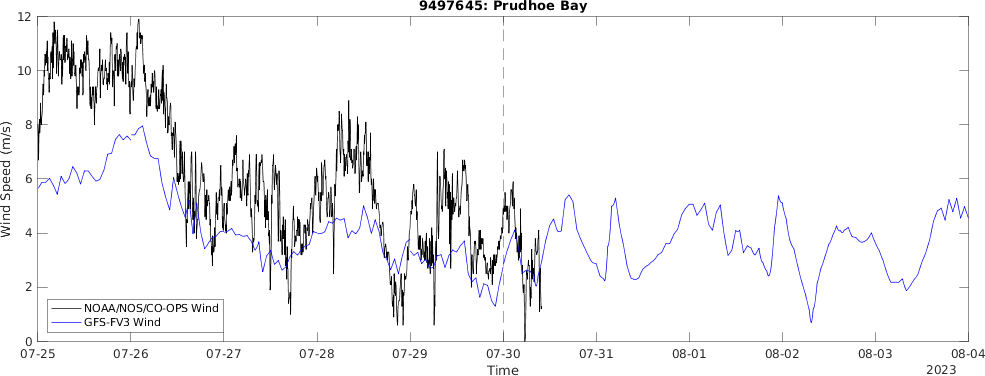 9497645: Prudhoe Bay
12
10
8
6
4
2
0
Wind Speed (m/s)
NOAA/NOS/CO-OPS Wind
GFS-FV3 Wind
07-25 07-26 07-27 07-28 07-29 07-30 07-31 08-01 08-02 08-03 08-04
Time
2023